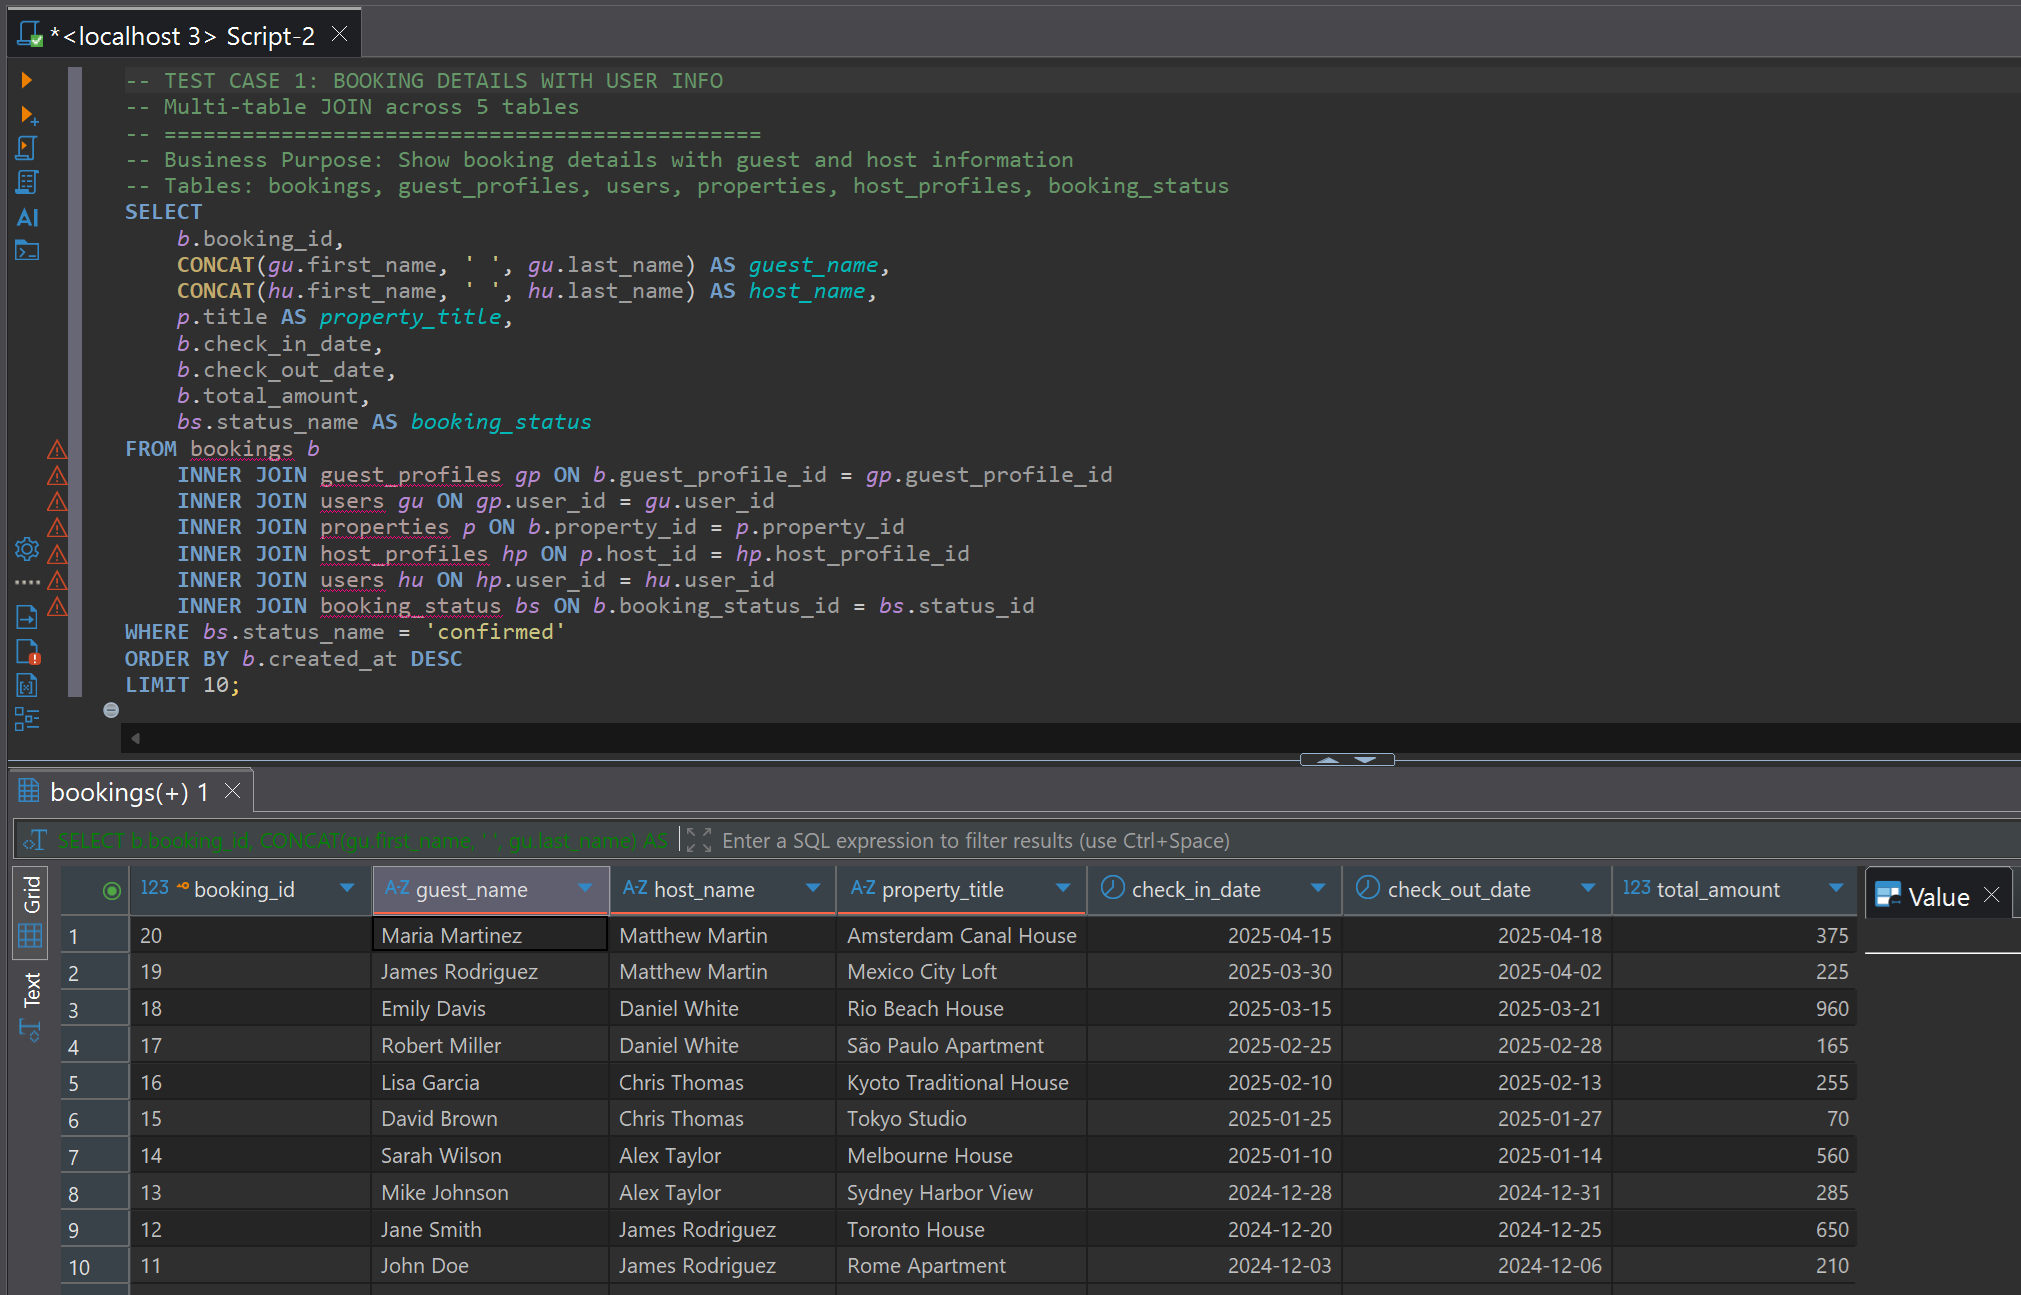 *<localhost 3> Script-2
-- TEST CASE 1: BOOKING DETAILS WITH USER INFO
-- Multi-table JOIN across 5 tables
-- ==============================================
-- Business Purpose: Show booking details with guest and host information
-- Tables: bookings, guest_profiles, users, properties, host_profiles, booking_status
SELECT
    b.booking_id,
    CONCAT(gu.first_name, ' ', gu.last_name) AS guest_name,
    CONCAT(hu.first_name, ' ', hu.last_name) AS host_name,
    p.title AS property_title,
    b.check_in_date,
    b.check_out_date,
    b.total_amount,
    bs.status_name AS booking_status
FROM bookings b
    INNER JOIN guest_profiles gp ON b.guest_profile_id = gp.guest_profile_id
    INNER JOIN users gu ON gp.user_id = gu.user_id
    INNER JOIN properties p ON b.property_id = p.property_id
    INNER JOIN host_profiles hp ON p.host_id = hp.host_profile_id
    INNER JOIN users hu ON hp.user_id = hu.user_id
    INNER JOIN booking_status bs ON b.booking_status_id = bs.status_id
WHERE bs.status_name = 'confirmed'
ORDER BY b.created_at DESC
LIMIT 10;
AI
bookings(+) 1
SELECT b.booking_id, CONCAT(gu.first_name, ' ', gu.last_name) AS
Enter a SQL expression to filter results (use Ctrl+Space)
Grid
Text
123 booking_id A-Z guest_name A-Z host_name A-Z property_title check_in_date check_out_date 123 total_amount
Value
1 20 Maria Martinez Matthew Martin Amsterdam Canal House 2025-04-15 2025-04-18 375
2 19 James Rodriguez Matthew Martin Mexico City Loft 2025-03-30 2025-04-02 225
3 18 Emily Davis Daniel White Rio Beach House 2025-03-15 2025-03-21 960
4 17 Robert Miller Daniel White São Paulo Apartment 2025-02-25 2025-02-28 165
5 16 Lisa Garcia Chris Thomas Kyoto Traditional House 2025-02-10 2025-02-13 255
6 15 David Brown Chris Thomas Tokyo Studio 2025-01-25 2025-01-27 70
7 14 Sarah Wilson Alex Taylor Melbourne House 2025-01-10 2025-01-14 560
8 13 Mike Johnson Alex Taylor Sydney Harbor View 2024-12-28 2024-12-31 285
9 12 Jane Smith James Rodriguez Toronto House 2024-12-20 2024-12-25 650
10 11 John Doe James Rodriguez Rome Apartment 2024-12-03 2024-12-06 210